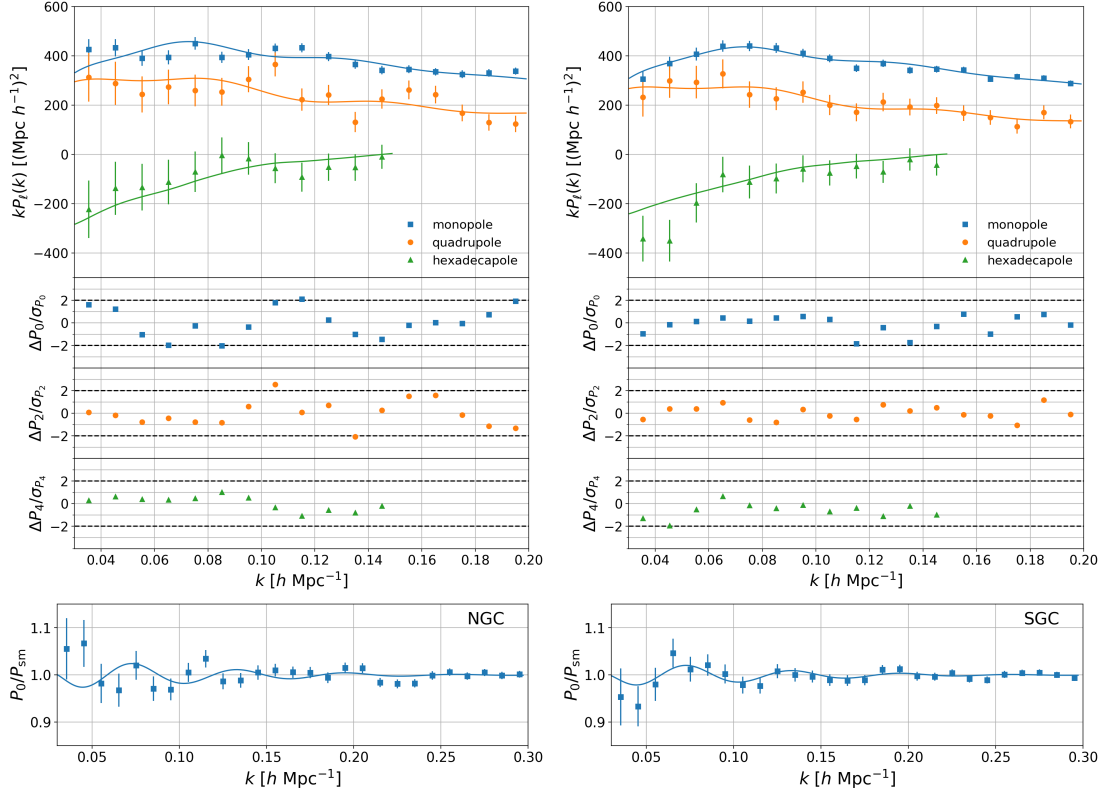 600
400
200
0
−200
−400
kPℓ(k) [(Mpc h⁻¹)²]
monopole
quadrupole
hexadecapole
2
0
−2
ΔP₀/σ_P₀
2
0
−2
ΔP₂/σ_P₂
2
0
−2
ΔP₄/σ_P₄
0.04 0.06 0.08 0.10 0.12 0.14 0.16 0.18 0.20
k [h Mpc⁻¹]
600
400
200
0
−200
−400
kPℓ(k) [(Mpc h⁻¹)²]
monopole
quadrupole
hexadecapole
2
0
−2
ΔP₀/σ_P₀
2
0
−2
ΔP₂/σ_P₂
2
0
−2
ΔP₄/σ_P₄
0.04 0.06 0.08 0.10 0.12 0.14 0.16 0.18 0.20
k [h Mpc⁻¹]
NGC
1.1
1.0
0.9
P₀/P_sm
0.05 0.10 0.15 0.20 0.25 0.30
k [h Mpc⁻¹]
SGC
1.1
1.0
0.9
P₀/P_sm
0.05 0.10 0.15 0.20 0.25 0.30
k [h Mpc⁻¹]